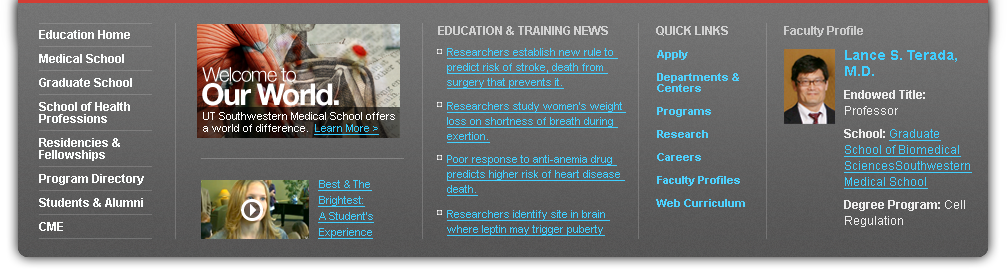 Education Home
Medical School
Graduate School
School of Health
Professions
Residencies &
Fellowships
Program Directory
Students & Alumni
CME
Welcome to
Our World.
UT Southwestern Medical School offers
a world of difference. Learn More >
Best & The
Brightest:
A Student's
Experience
EDUCATION & TRAINING NEWS
Researchers establish new rule to
predict risk of stroke, death from
surgery that prevents it.
Researchers study women's weight
loss on shortness of breath during
exertion.
Poor response to anti-anemia drug
predicts higher risk of heart disease
death.
Researchers identify site in brain
where leptin may trigger puberty
QUICK LINKS
Apply
Departments &
Centers
Programs
Research
Careers
Faculty Profiles
Web Curriculum
Faculty Profile
Lance S. Terada,
M.D.
Endowed Title:
Professor
School: Graduate
School of Biomedical
SciencesSouthwestern
Medical School
Degree Program: Cell
Regulation